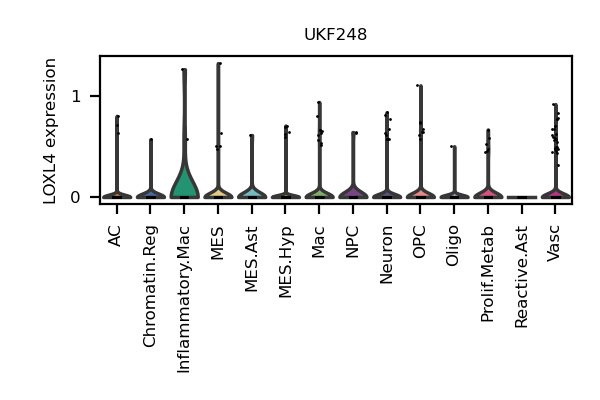 UKF248
LOXL4 expression
1
0
AC
Chromatin.Reg
Inflammatory.Mac
MES
MES.Ast
MES.Hyp
Mac
NPC
Neuron
OPC
Oligo
Prolif.Metab
Reactive.Ast
Vasc